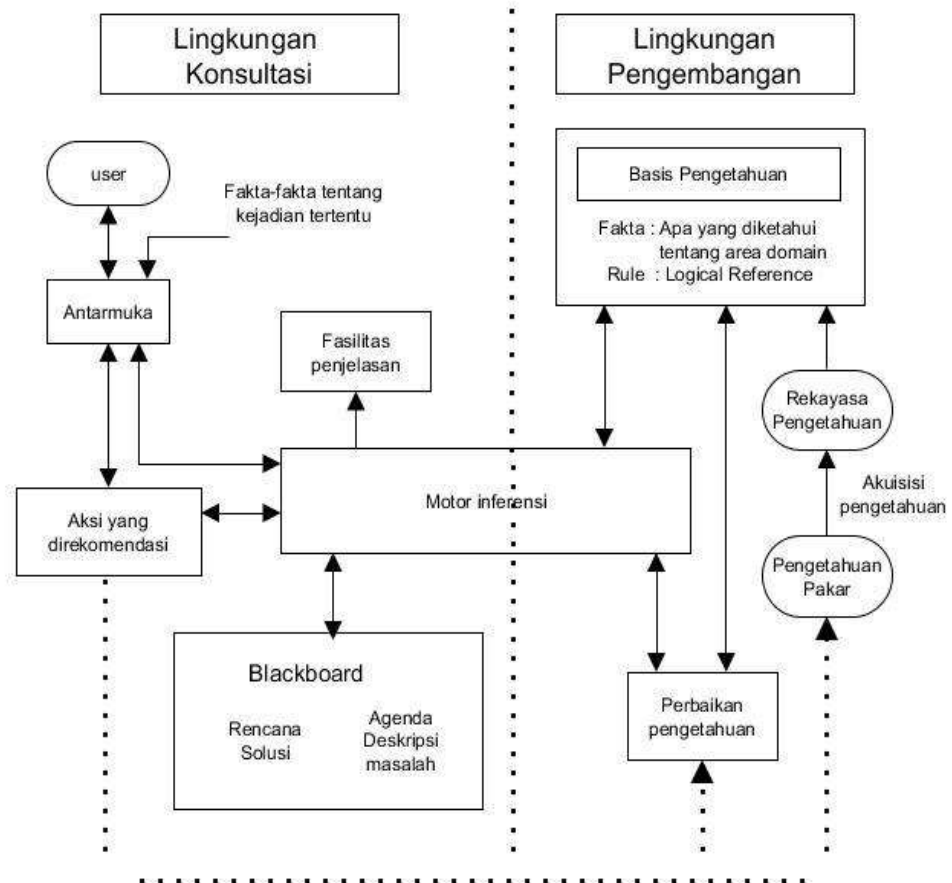 Lingkungan
Konsultasi
Lingkungan
Pengembangan
user
Fakta-fakta tentang
kejadian tertentu
Antarmuka
Basis Pengetahuan
Fakta : Apa yang diketahui
tentang area domain
Rule : Logical Reference
Fasilitas
penjelasan
Rekayasa
Pengetahuan
Akuisisi
pengetahuan
Motor inferensi
Aksi yang
direkomendasi
Pengetahuan
Pakar
Blackboard
Rencana
Solusi
Agenda
Deskripsi
masalah
Perbaikan
pengetahuan